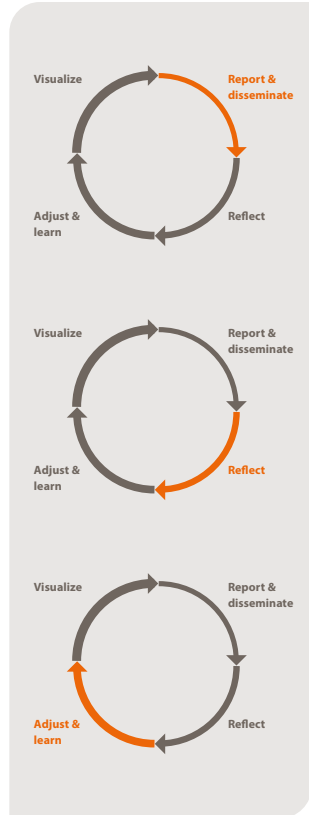 Visualize
Report &
disseminate
Adjust &
learn
Reflect
Visualize
Report &
disseminate
Adjust &
learn
Reflect
Visualize
Report &
disseminate
Adjust &
learn
Reflect